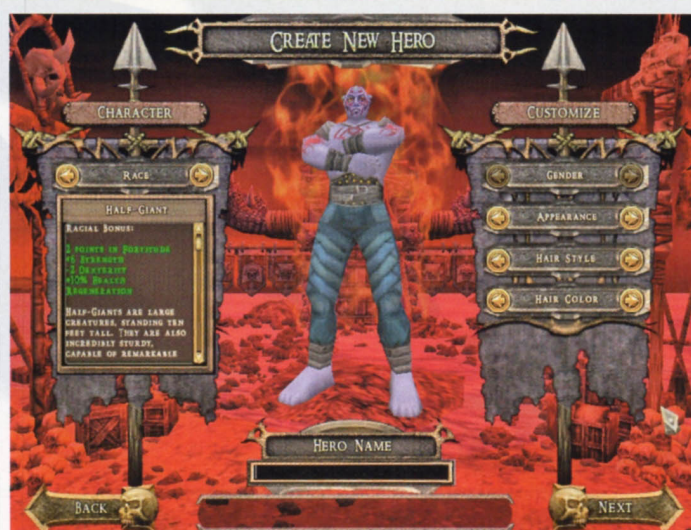 CREATE NEW HERO
CHARACTER
RACE
HALF-GIANT
RACIAL BONUS:
2 POINTS IN FORTITUDE
+6 STRENGTH
-2 DEXTERITY
+10% HEALTH
REGENERATION
HALF-GIANTS ARE LARGE
CREATURES, STANDING TEN
FEET TALL. THEY ARE ALSO
INCREDIBLY STURDY,
CAPABLE OF REMARKABLE
CUSTOMIZE
GENDER
APPEARANCE
HAIR STYLE
HAIR COLOR
HERO NAME
BACK
NEXT